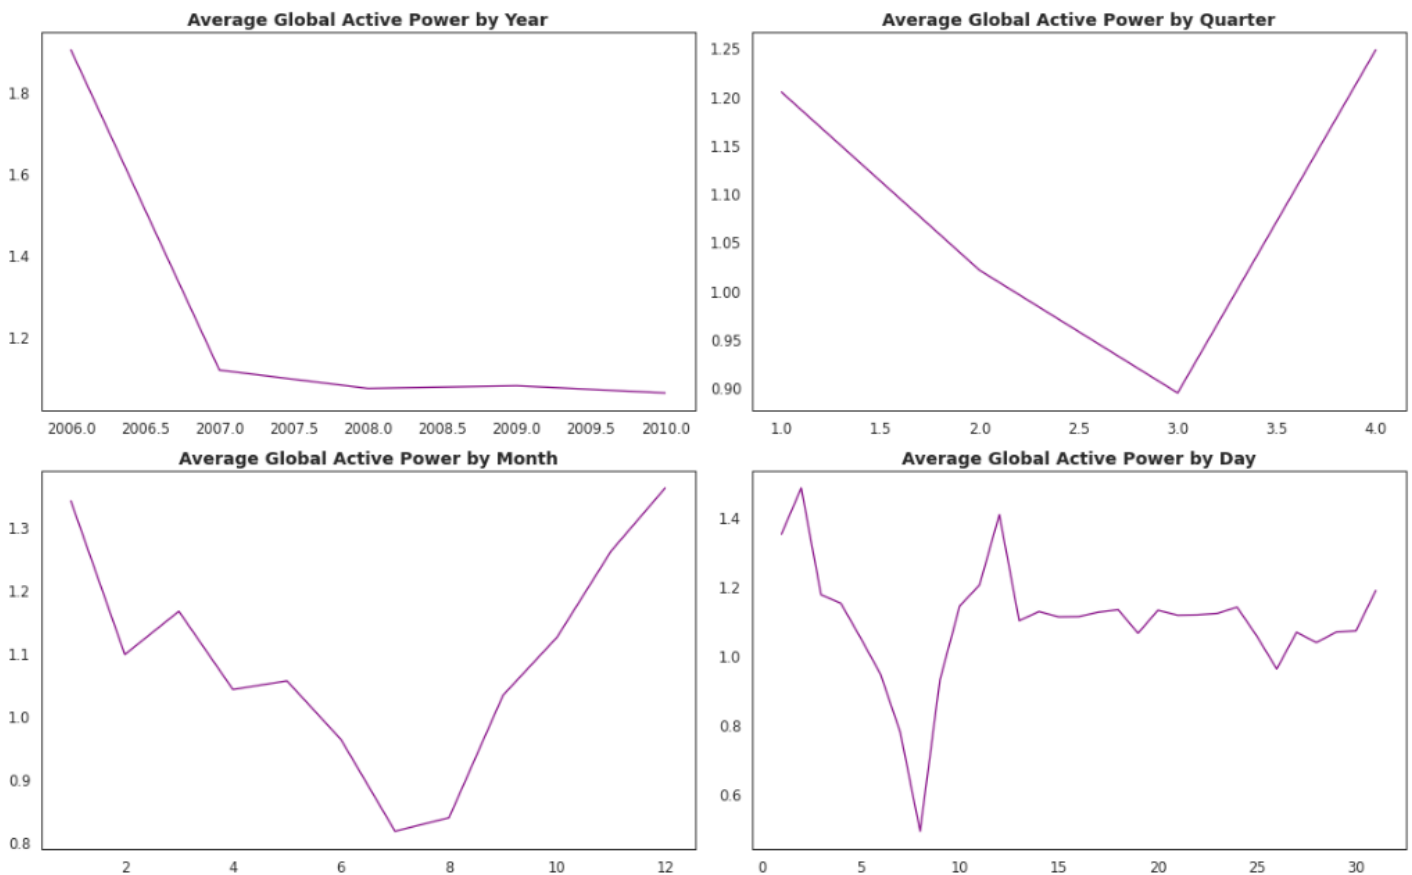 Average Global Active Power by Year
1.8
1.6
1.4
1.2
2006.0 2006.5 2007.0 2007.5 2008.0 2008.5 2009.0 2009.5 2010.0
Average Global Active Power by Quarter
1.25
1.20
1.15
1.10
1.05
1.00
0.95
0.90
1.0 1.5 2.0 2.5 3.0 3.5 4.0
Average Global Active Power by Month
1.3
1.2
1.1
1.0
0.9
0.8
2 4 6 8 10 12
Average Global Active Power by Day
1.4
1.2
1.0
0.8
0.6
0 5 10 15 20 25 30